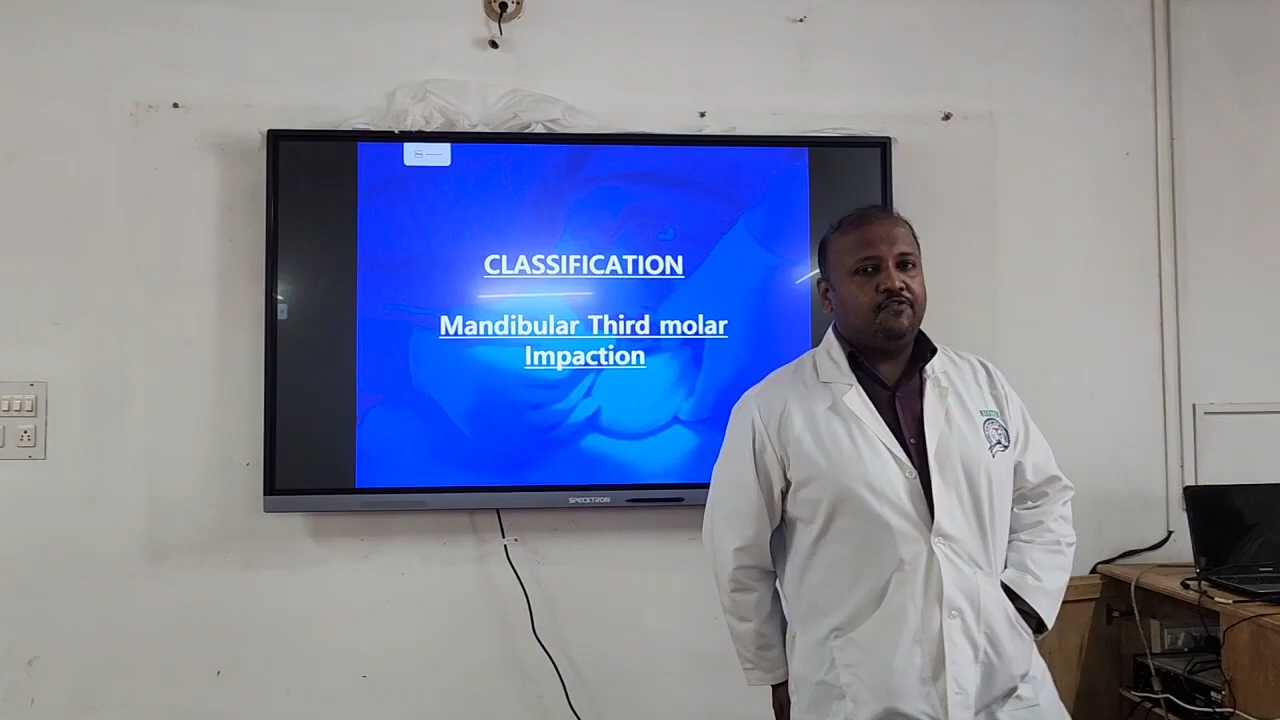 CLASSIFICATION
Mandibular Third molar
Impaction
SPECKTRON